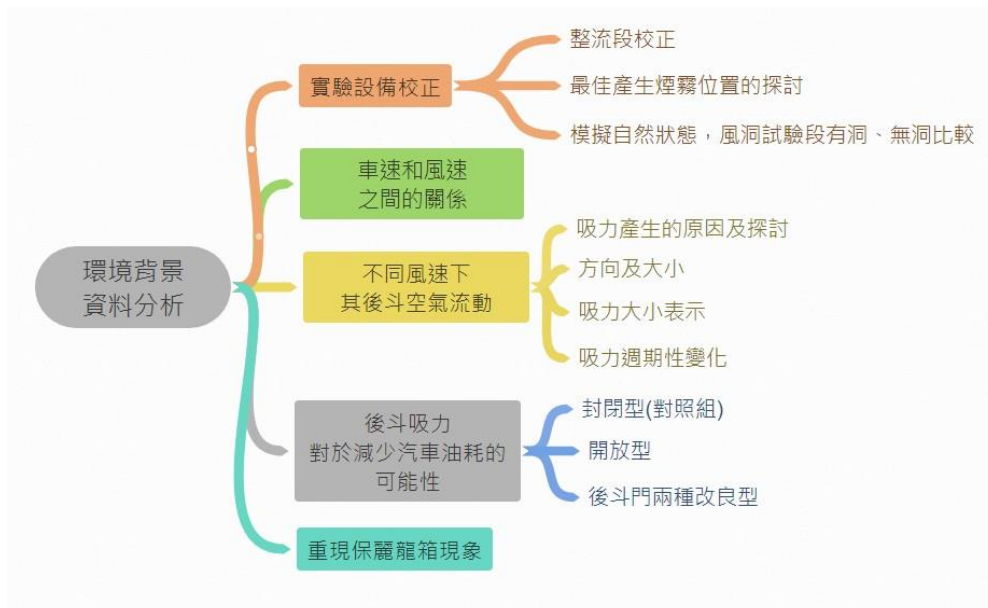 環境背景
資料分析
實驗設備校正
整流段校正
最佳產生煙霧位置的探討
模擬自然狀態，風洞試驗段有洞、無洞比較
車速和風速
之間的關係
不同風速下
其後斗空氣流動
吸力產生的原因及探討
方向及大小
吸力大小表示
吸力週期性變化
後斗吸力
對於減少汽車油耗的
可能性
封閉型(對照組)
開放型
後斗門兩種改良型
重現保麗龍箱現象